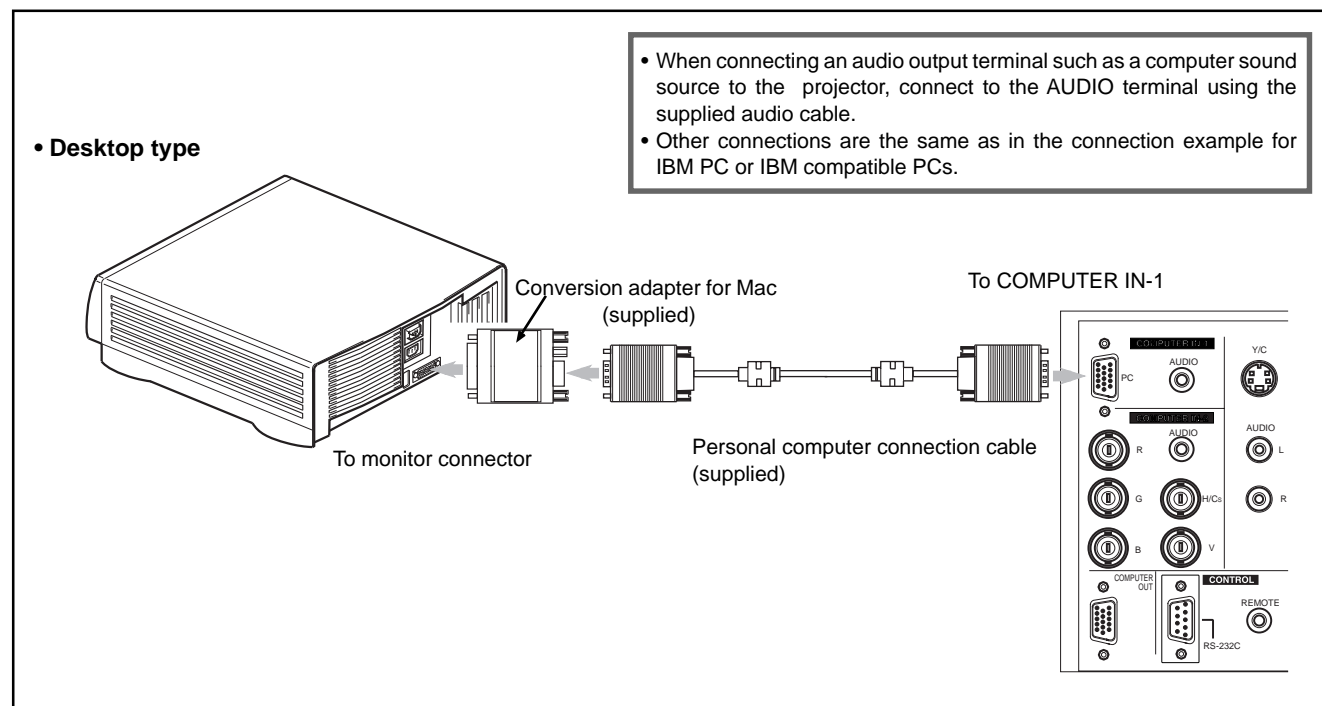 • When connecting an audio output terminal such as a computer sound
source to the projector, connect to the AUDIO terminal using the
supplied audio cable.
• Other connections are the same as in the connection example for
IBM PC or IBM compatible PCs.
• Desktop type
Conversion adapter for Mac
(supplied)
To COMPUTER IN-1
To monitor connector
Personal computer connection cable
(supplied)
COMPUTER IN-1
Y/C
AUDIO
PC
AUDIO
AUDIO
R
L
G
H/Cs
R
B
V
COMPUTER
OUT
CONTROL
REMOTE
RS-232C